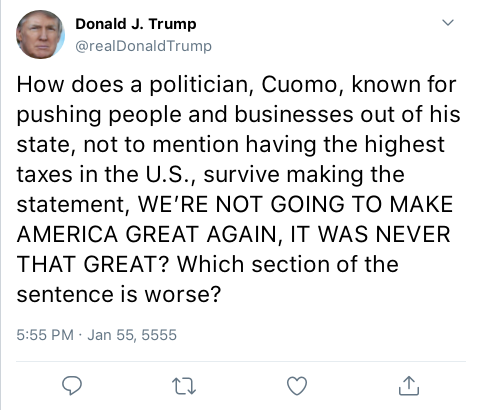 Donald J. Trump
@realDonaldTrump
How does a politician, Cuomo, known for
pushing people and businesses out of his
state, not to mention having the highest
taxes in the U.S., survive making the
statement, WE’RE NOT GOING TO MAKE
AMERICA GREAT AGAIN, IT WAS NEVER
THAT GREAT? Which section of the
sentence is worse?
5:55 PM · Jan 55, 5555